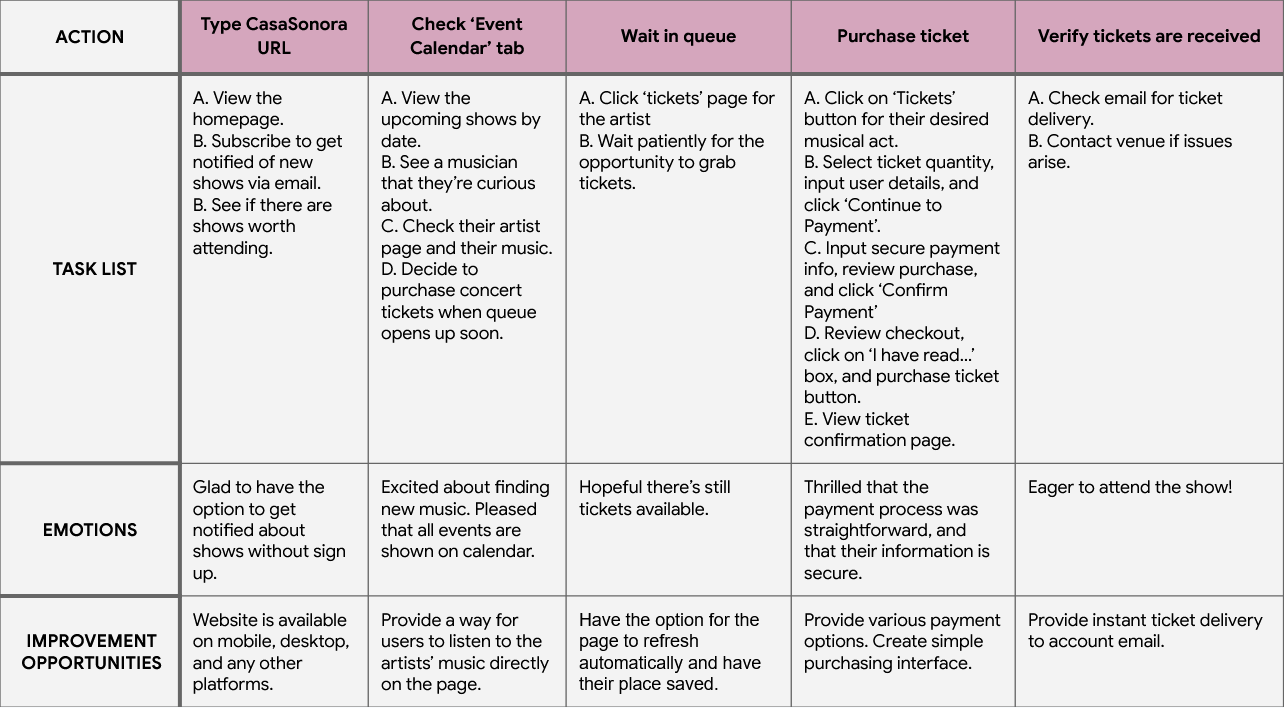 ACTION
Type CasaSonora
URL
Check ‘Event
Calendar’ tab
Wait in queue
Purchase ticket
Verify tickets are received
TASK LIST
A. View the
homepage.
B. Subscribe to get
notified of new
shows via email.
B. See if there are
shows worth
attending.
A. View the
upcoming shows by
date.
B. See a musician
that they’re curious
about.
C. Check their artist
page and their music.
D. Decide to
purchase concert
tickets when queue
opens up soon.
A. Click ‘tickets’ page for
the artist
B. Wait patiently for the
opportunity to grab
tickets.
A. Click on ‘Tickets’
button for their desired
musical act.
B. Select ticket quantity,
input user details, and
click ‘Continue to
Payment’.
C. Input secure payment
info, review purchase,
and click ‘Confirm
Payment’
D. Review checkout,
click on ‘I have read...’
box, and purchase ticket
button.
E. View ticket
confirmation page.
A. Check email for ticket
delivery.
B. Contact venue if issues
arise.
EMOTIONS
Glad to have the
option to get
notified about
shows without sign
up.
Excited about finding
new music. Pleased
that all events are
shown on calendar.
Hopeful there’s still
tickets available.
Thrilled that the
payment process was
straightforward, and
that their information is
secure.
Eager to attend the show!
IMPROVEMENT
OPPORTUNITIES
Website is available
on mobile, desktop,
and any other
platforms.
Provide a way for
users to listen to the
artists’ music directly
on the page.
Have the option for the
page to refresh
automatically and have
their place saved.
Provide various payment
options. Create simple
purchasing interface.
Provide instant ticket delivery
to account email.